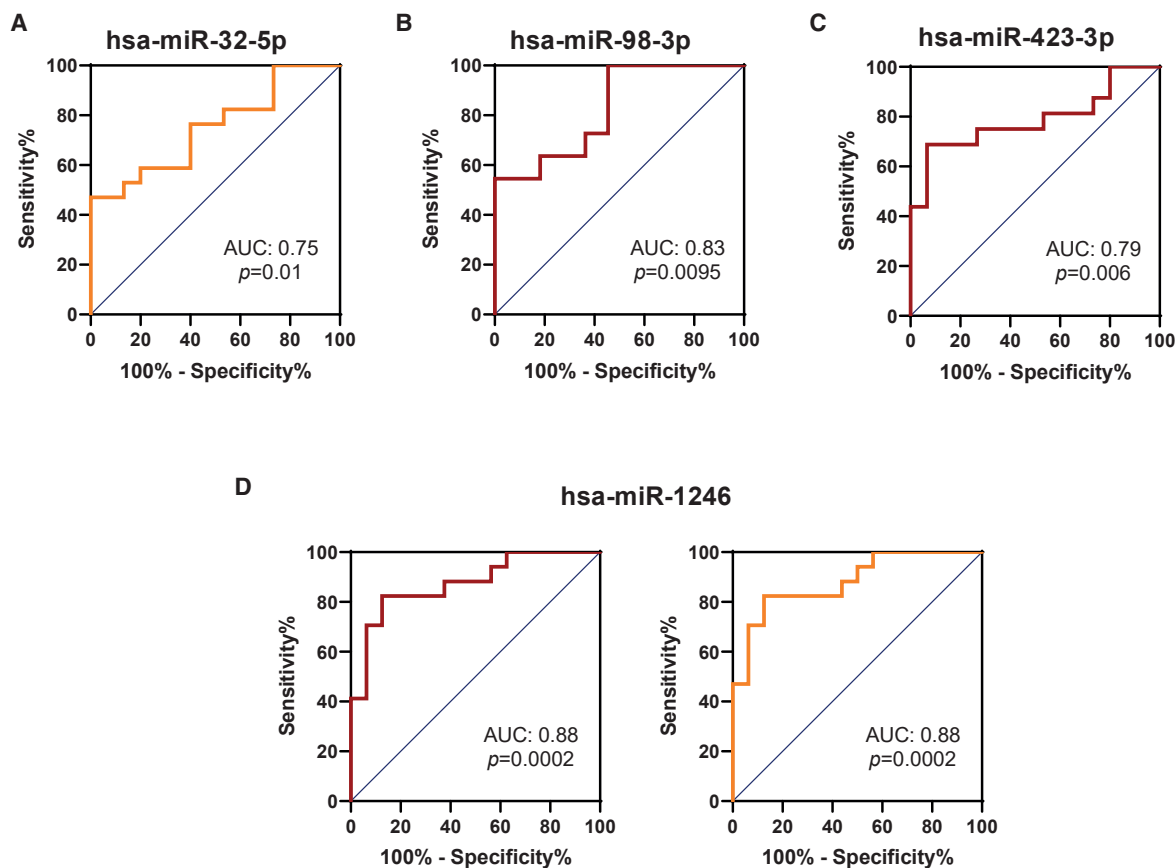 A
hsa-miR-32-5p
100
80
60
40
20
0
Sensitivity%
AUC: 0.75
p=0.01
0 20 40 60 80 100
100% - Specificity%
B
hsa-miR-98-3p
100
80
60
40
20
0
Sensitivity%
AUC: 0.83
p=0.0095
0 20 40 60 80 100
100% - Specificity%
C
hsa-miR-423-3p
100
80
60
40
20
0
Sensitivity%
AUC: 0.79
p=0.006
0 20 40 60 80 100
100% - Specificity%
D
hsa-miR-1246
100
80
60
40
20
0
Sensitivity%
AUC: 0.88
p=0.0002
0 20 40 60 80 100
100% - Specificity%
100
80
60
40
20
0
Sensitivity%
AUC: 0.88
p=0.0002
0 20 40 60 80 100
100% - Specificity%